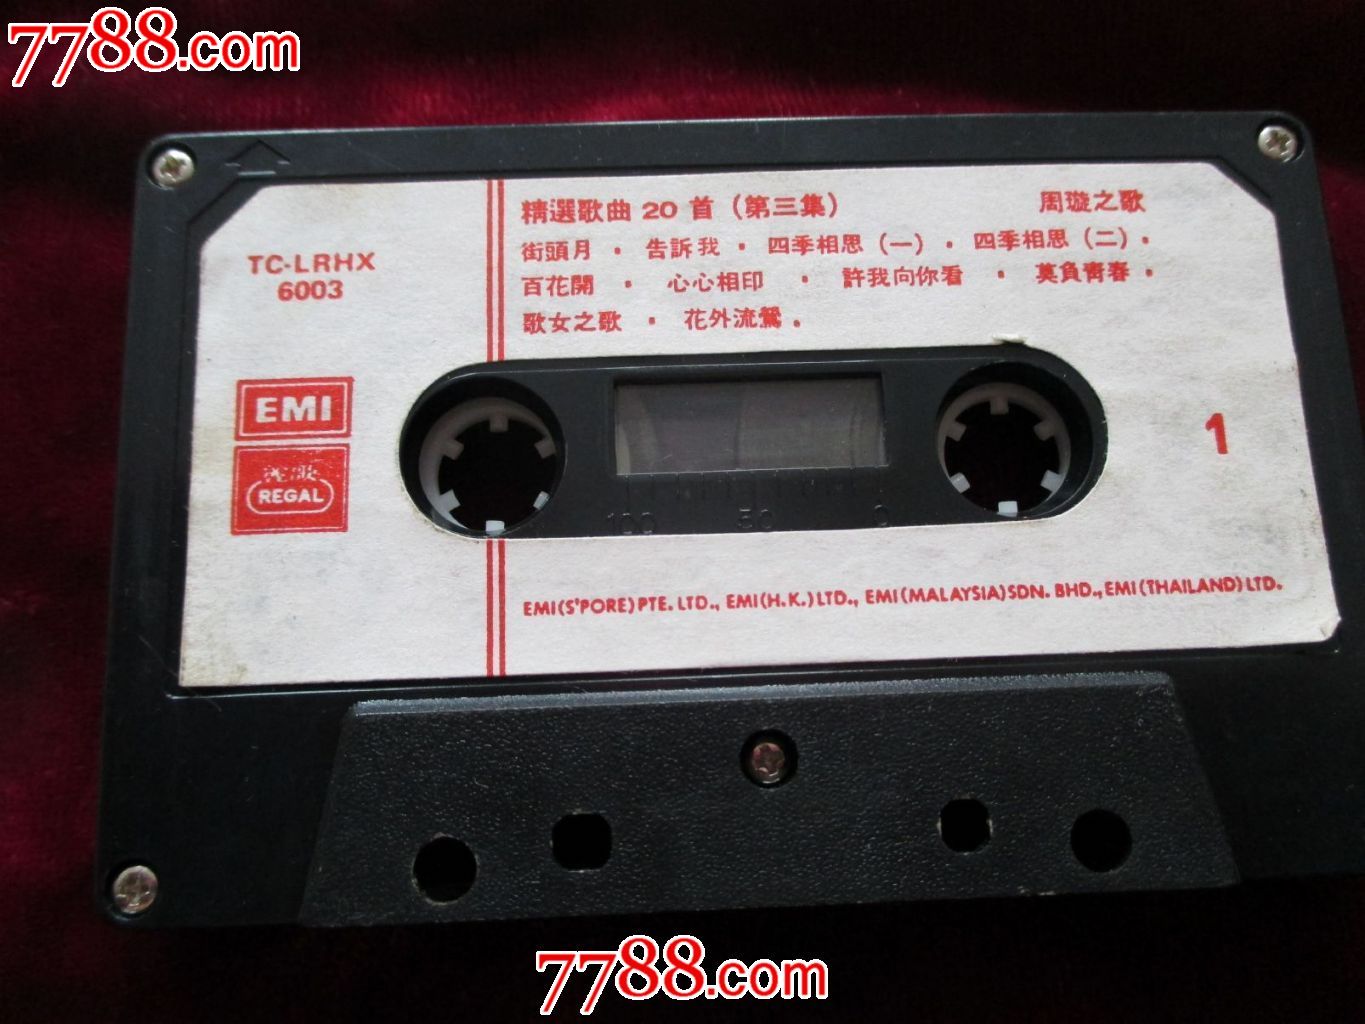 7788.com
精選歌曲 20 首（第三集） 周璇之歌
街頭月 · 告訴我 · 四季相思（一）· 四季相思（二）·
百花開 · 心心相印 · 許我向你看 · 莫負青春 ·
歌女之歌 · 花外流鶯 .
TC-LRHX
6003
EMI
REGAL
1
100 50 0
EMI(S'PORE)PTE. LTD., EMI(H.K.)LTD., EMI(MALAYSIA)SDN. BHD., EMI(THAILAND)LTD.
7788.com